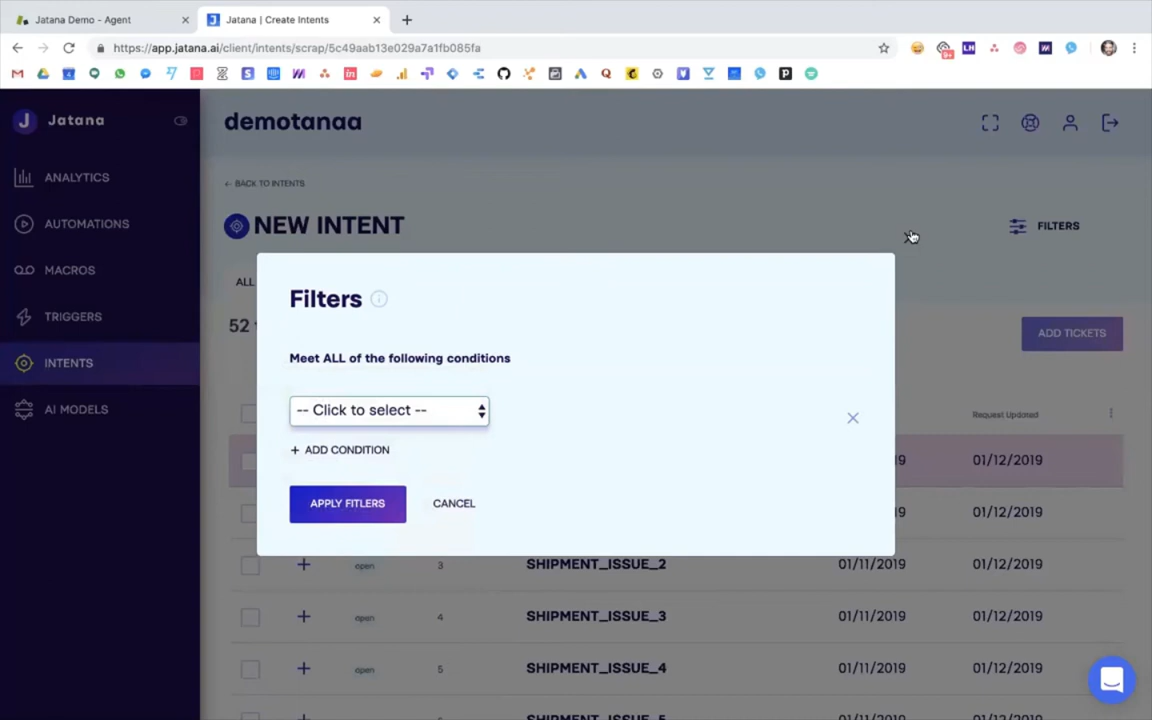 Jatana Demo - Agent
Jatana | Create Intents
https://app.jatana.ai/client/intents/scrap/5c49aab13e029a7a1fb085fa
J Jatana
demotanaa
ANALYTICS
AUTOMATIONS
MACROS
TRIGGERS
INTENTS
AI MODELS
← BACK TO INTENTS
NEW INTENT
FILTERS
ALL
52
ADD TICKETS
Request Updated
Filters
Meet ALL of the following conditions
-- Click to select --
+ ADD CONDITION
APPLY FITLERS
CANCEL
9 01/12/2019
9 01/12/2019
open 3 SHIPMENT_ISSUE_2 01/11/2019 01/12/2019
open 4 SHIPMENT_ISSUE_3 01/11/2019 01/12/2019
open 5 SHIPMENT_ISSUE_4 01/11/2019 01/12/2019